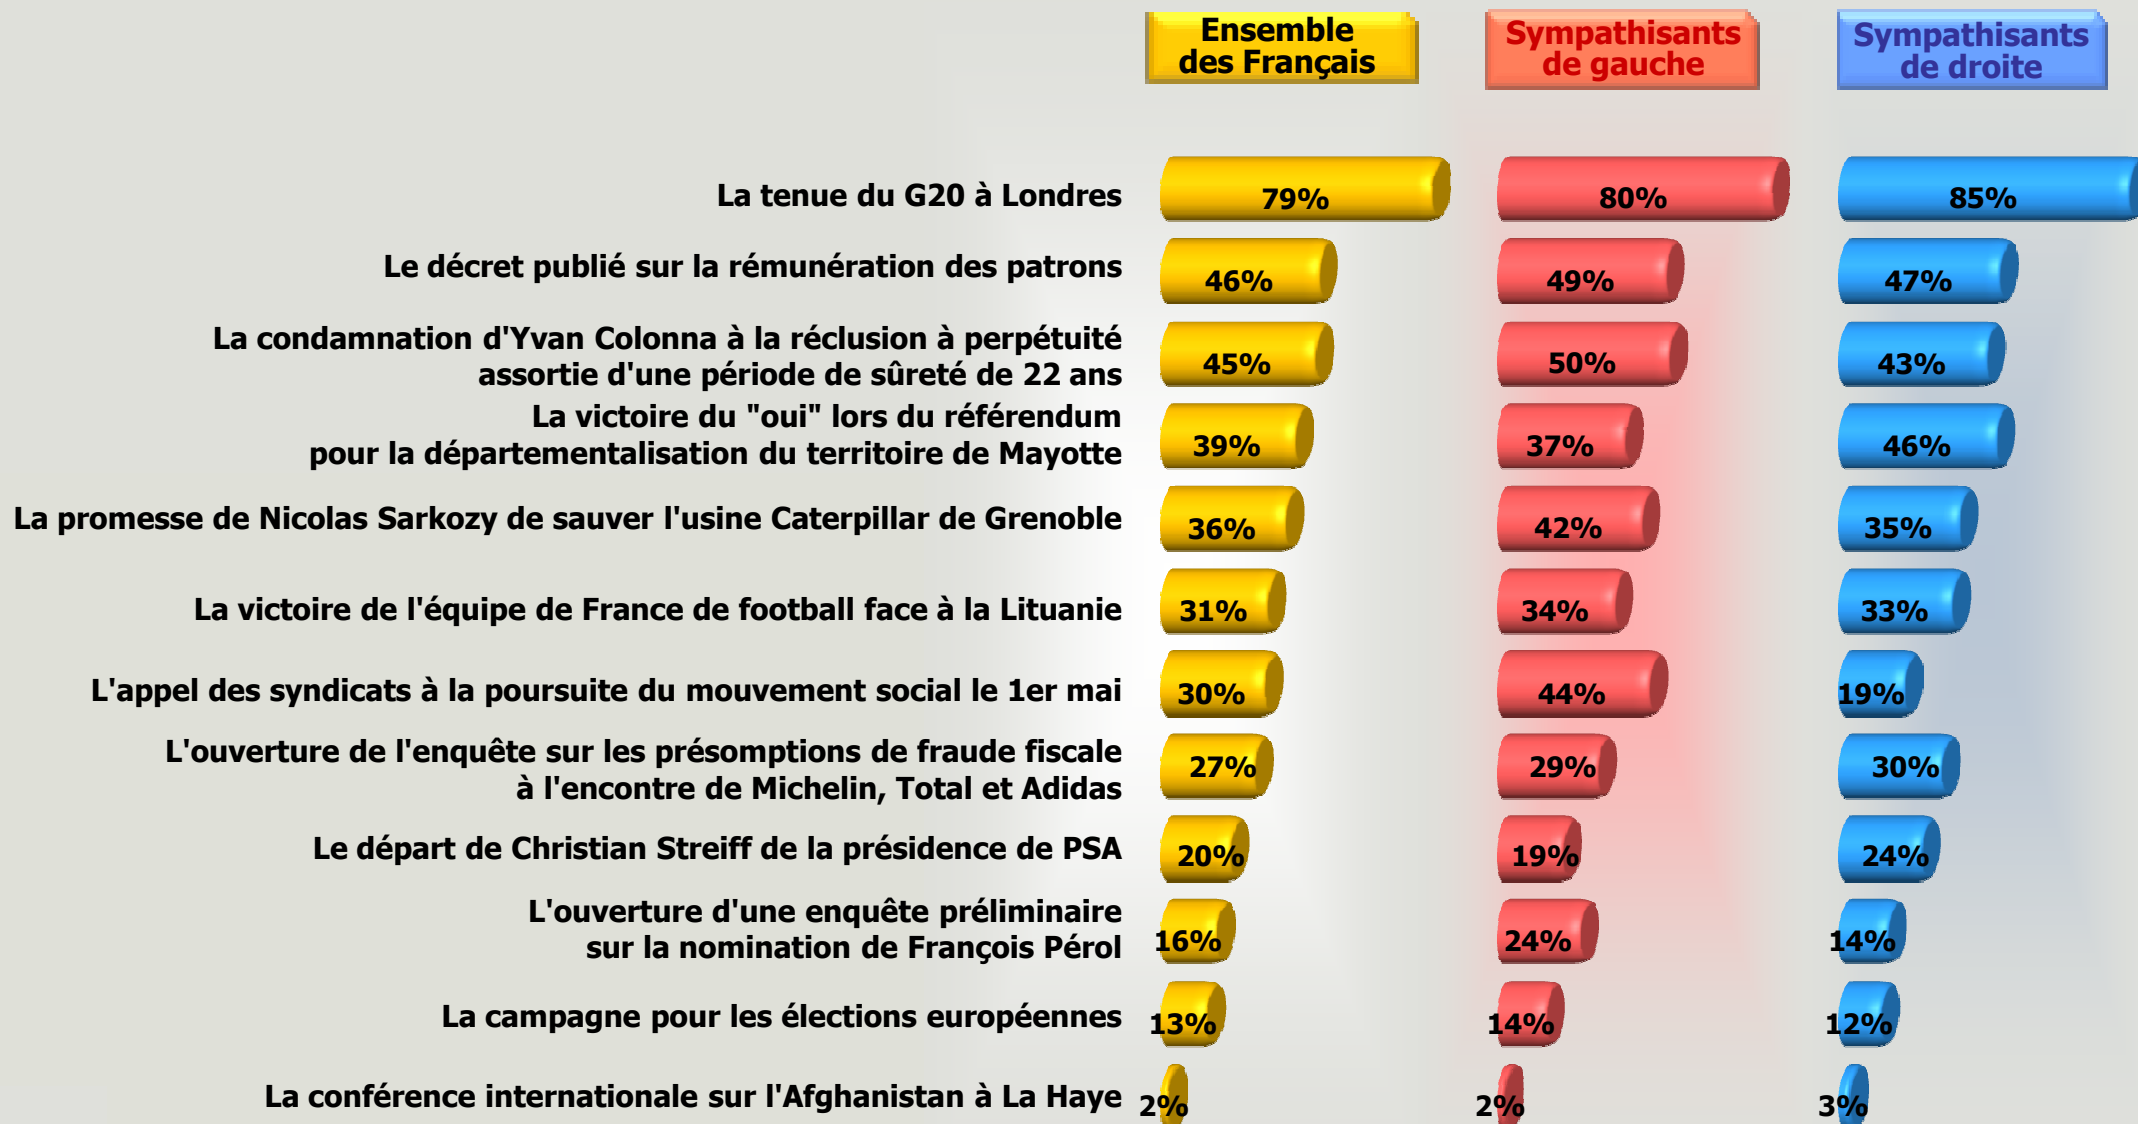 Ensemble
des Français
Sympathisants
de gauche
Sympathisants
de droite
La tenue du G20 à Londres
79%
80%
85%
Le décret publié sur la rémunération des patrons
46%
49%
47%
La condamnation d'Yvan Colonna à la réclusion à perpétuité
assortie d'une période de sûreté de 22 ans
45%
50%
43%
La victoire du "oui" lors du référendum
pour la départementalisation du territoire de Mayotte
39%
37%
46%
La promesse de Nicolas Sarkozy de sauver l'usine Caterpillar de Grenoble
36%
42%
35%
La victoire de l'équipe de France de football face à la Lituanie
31%
34%
33%
L'appel des syndicats à la poursuite du mouvement social le 1er mai
30%
44%
19%
L'ouverture de l'enquête sur les présomptions de fraude fiscale
à l'encontre de Michelin, Total et Adidas
27%
29%
30%
Le départ de Christian Streiff de la présidence de PSA
20%
19%
24%
L'ouverture d'une enquête préliminaire
sur la nomination de François Pérol
16%
24%
14%
La campagne pour les élections européennes
13%
14%
12%
La conférence internationale sur l'Afghanistan à La Haye
2%
2%
3%